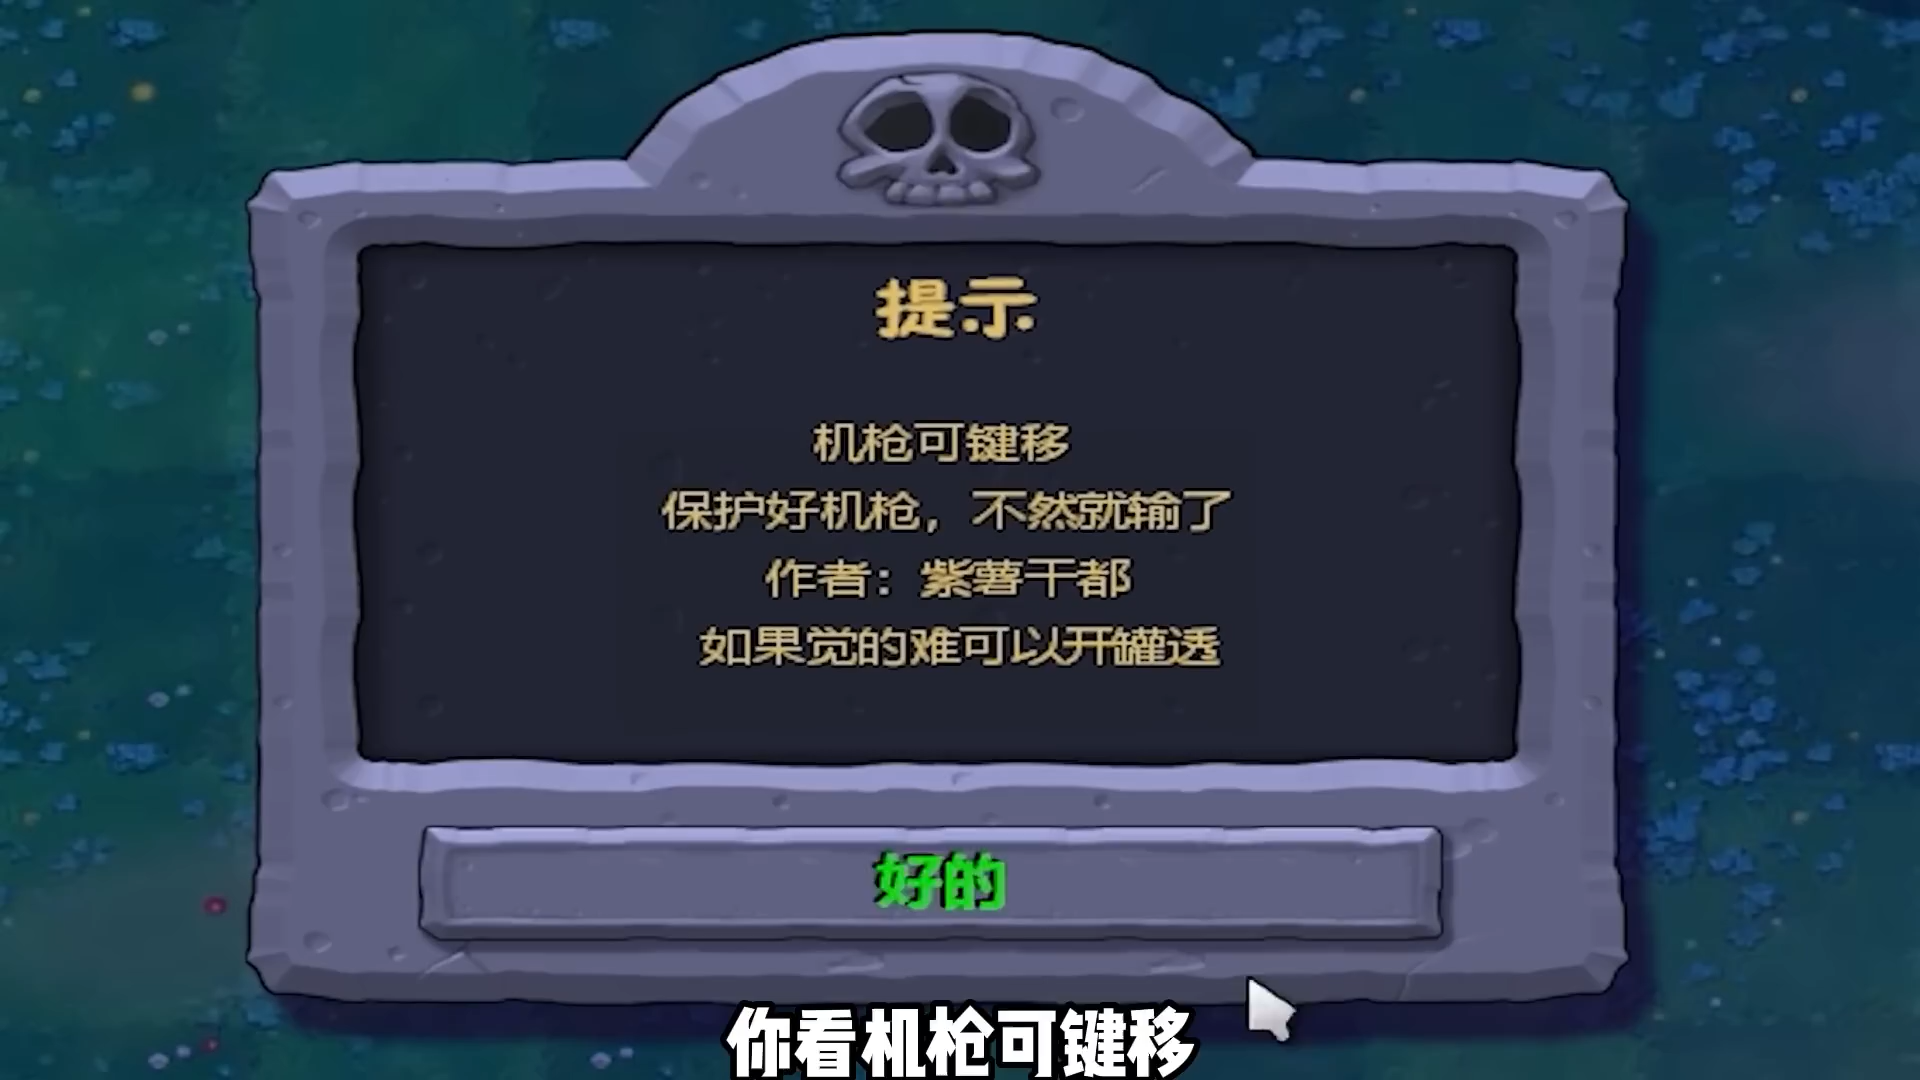 提示
机枪可键移
保护好机枪，不然就输了
作者：紫薯干都
如果觉的难可以开罐透
好的
你看机枪可键移